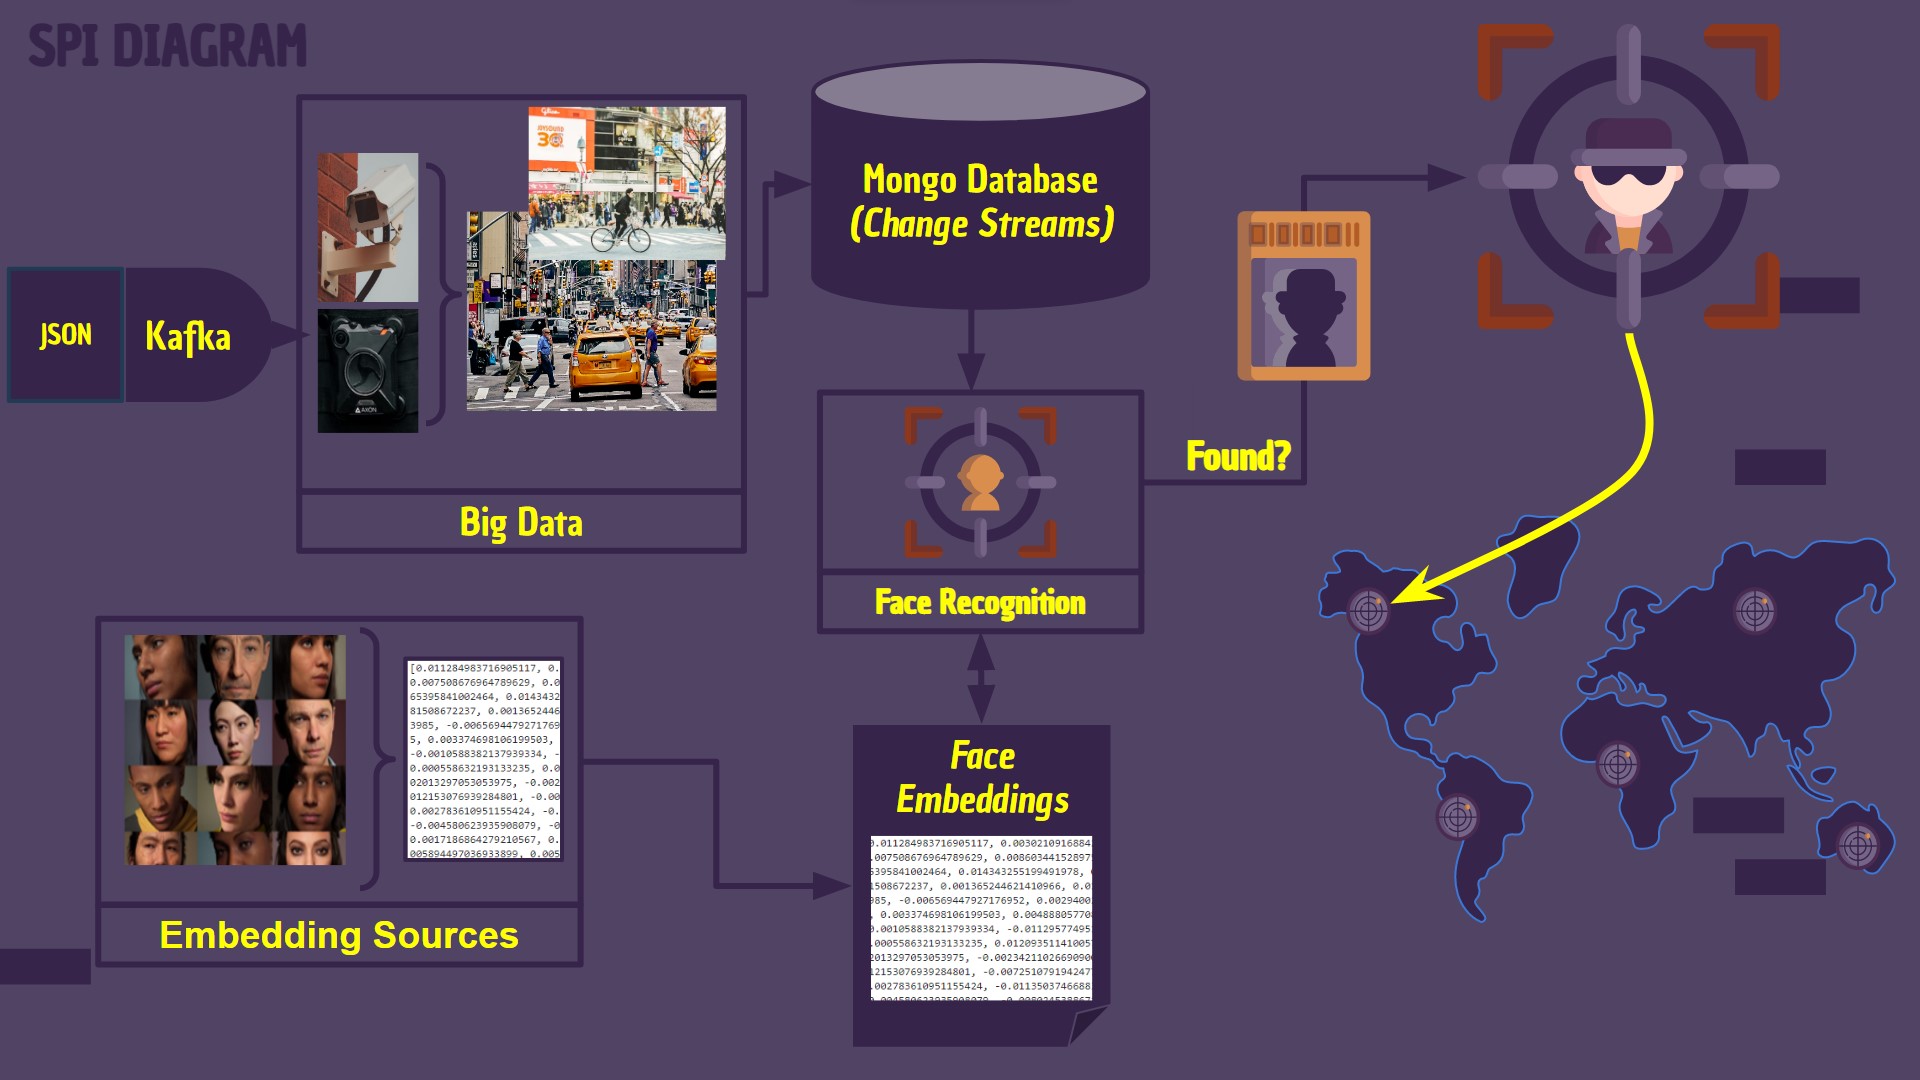 SPI DIAGRAM
JSON
Kafka
AXON
Big Data
Mongo Database
(Change Streams)
Found?
Face Recognition
[0.011284983716905117, 0.
0.007508676964789629, 0.0
65395841002464, 0.0143432
81508672237, 0.0013652446
3985, -0.0065694479271769
5, 0.003374698106199503,
-0.0010588382137939334, -
0.000558632193133235, 0.0
02013297053053975, -0.002
012153076939284801, -0.00
0.002783610951155424, -0.
-0.004580623935908079, -0
0.0017186864279210567, 0.
0058944970369338​99, 0.005
Embedding Sources
Face
Embeddings
0.011284983716905117, 0.0030210916884
.007508676964789629, 0.00860344152897
5395841002464, 0.014343255199491978,
1508672237, 0.001365244621410966, 0.0
985, -0.006569447927176952, 0.0029400
, 0.003374698106199503, 0.00488805770
.0010588382137939334, -0.01129577495
.000558632193133235, 0.01209351141005
2013297053053975, -0.0023421102669090
12153076939284801, -0.007251079194247
.002783610951155424, -0.0113503746688